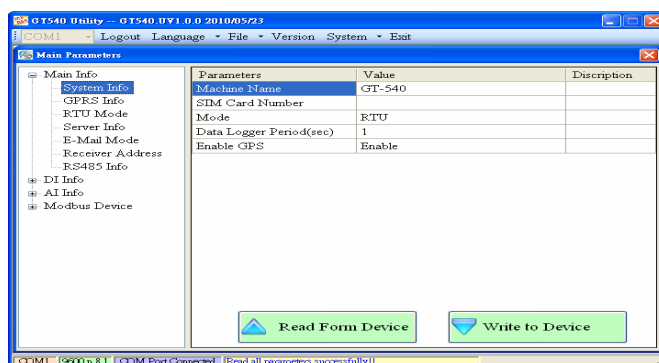 GT540 Utility -- GT540.UV1.0.0 2010/05/23
COM1 Logout Language File Version System Exit
Main Parameters
Main Info
System Info
GPRS Info
RTU Mode
Server Info
E-Mail Mode
Receiver Address
RS485 Info
DI Info
AI Info
Modbus Device
Parameters Value Discription
Machine Name GT-540
SIM Card Number
Mode RTU
Data Logger Period(sec) 1
Enable GPS Enable
Read Form Device Write to Device
COM1 9600,n,8,1 COM Port Connected Read all parameters successfully!!